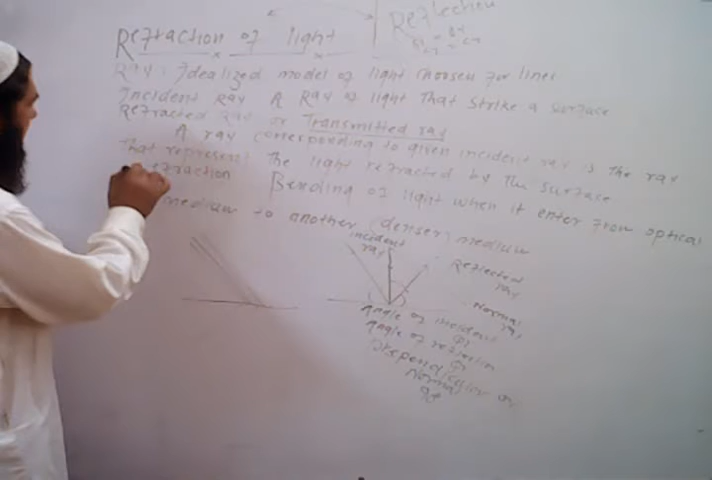 Refraction of light
Reflection
Ray: Idealized model of light choosen for lines
Incident Ray A Ray of light that strike a surface
Refracted Ray or Transmitted ray
A ray corresponding to given incident ray is the ray
That represent The light refracted by the surface
Refraction Bending of light when it enter from optical
medium to another (denser) medium
incident
ray
Reflected
ray
Normal
ray
angle of incident
angle of refraction
Normal